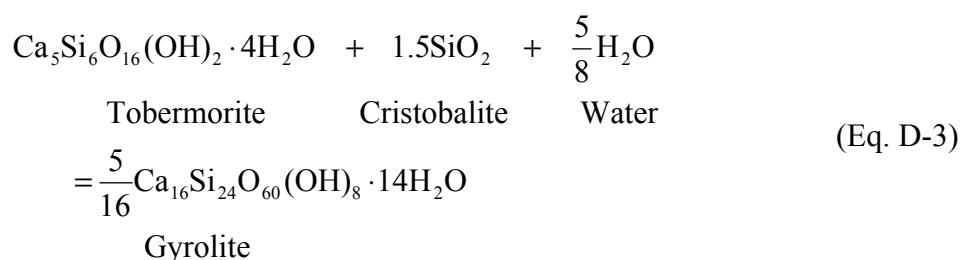 Ca₅Si₆O₁₆(OH)₂ · 4H₂O + 1.5SiO₂ + 5/8 H₂O
Tobermorite Cristobalite Water
(Eq. D-3)
= 5/16 Ca₁₆Si₂₄O₆₀(OH)₈ · 14H₂O
Gyrolite